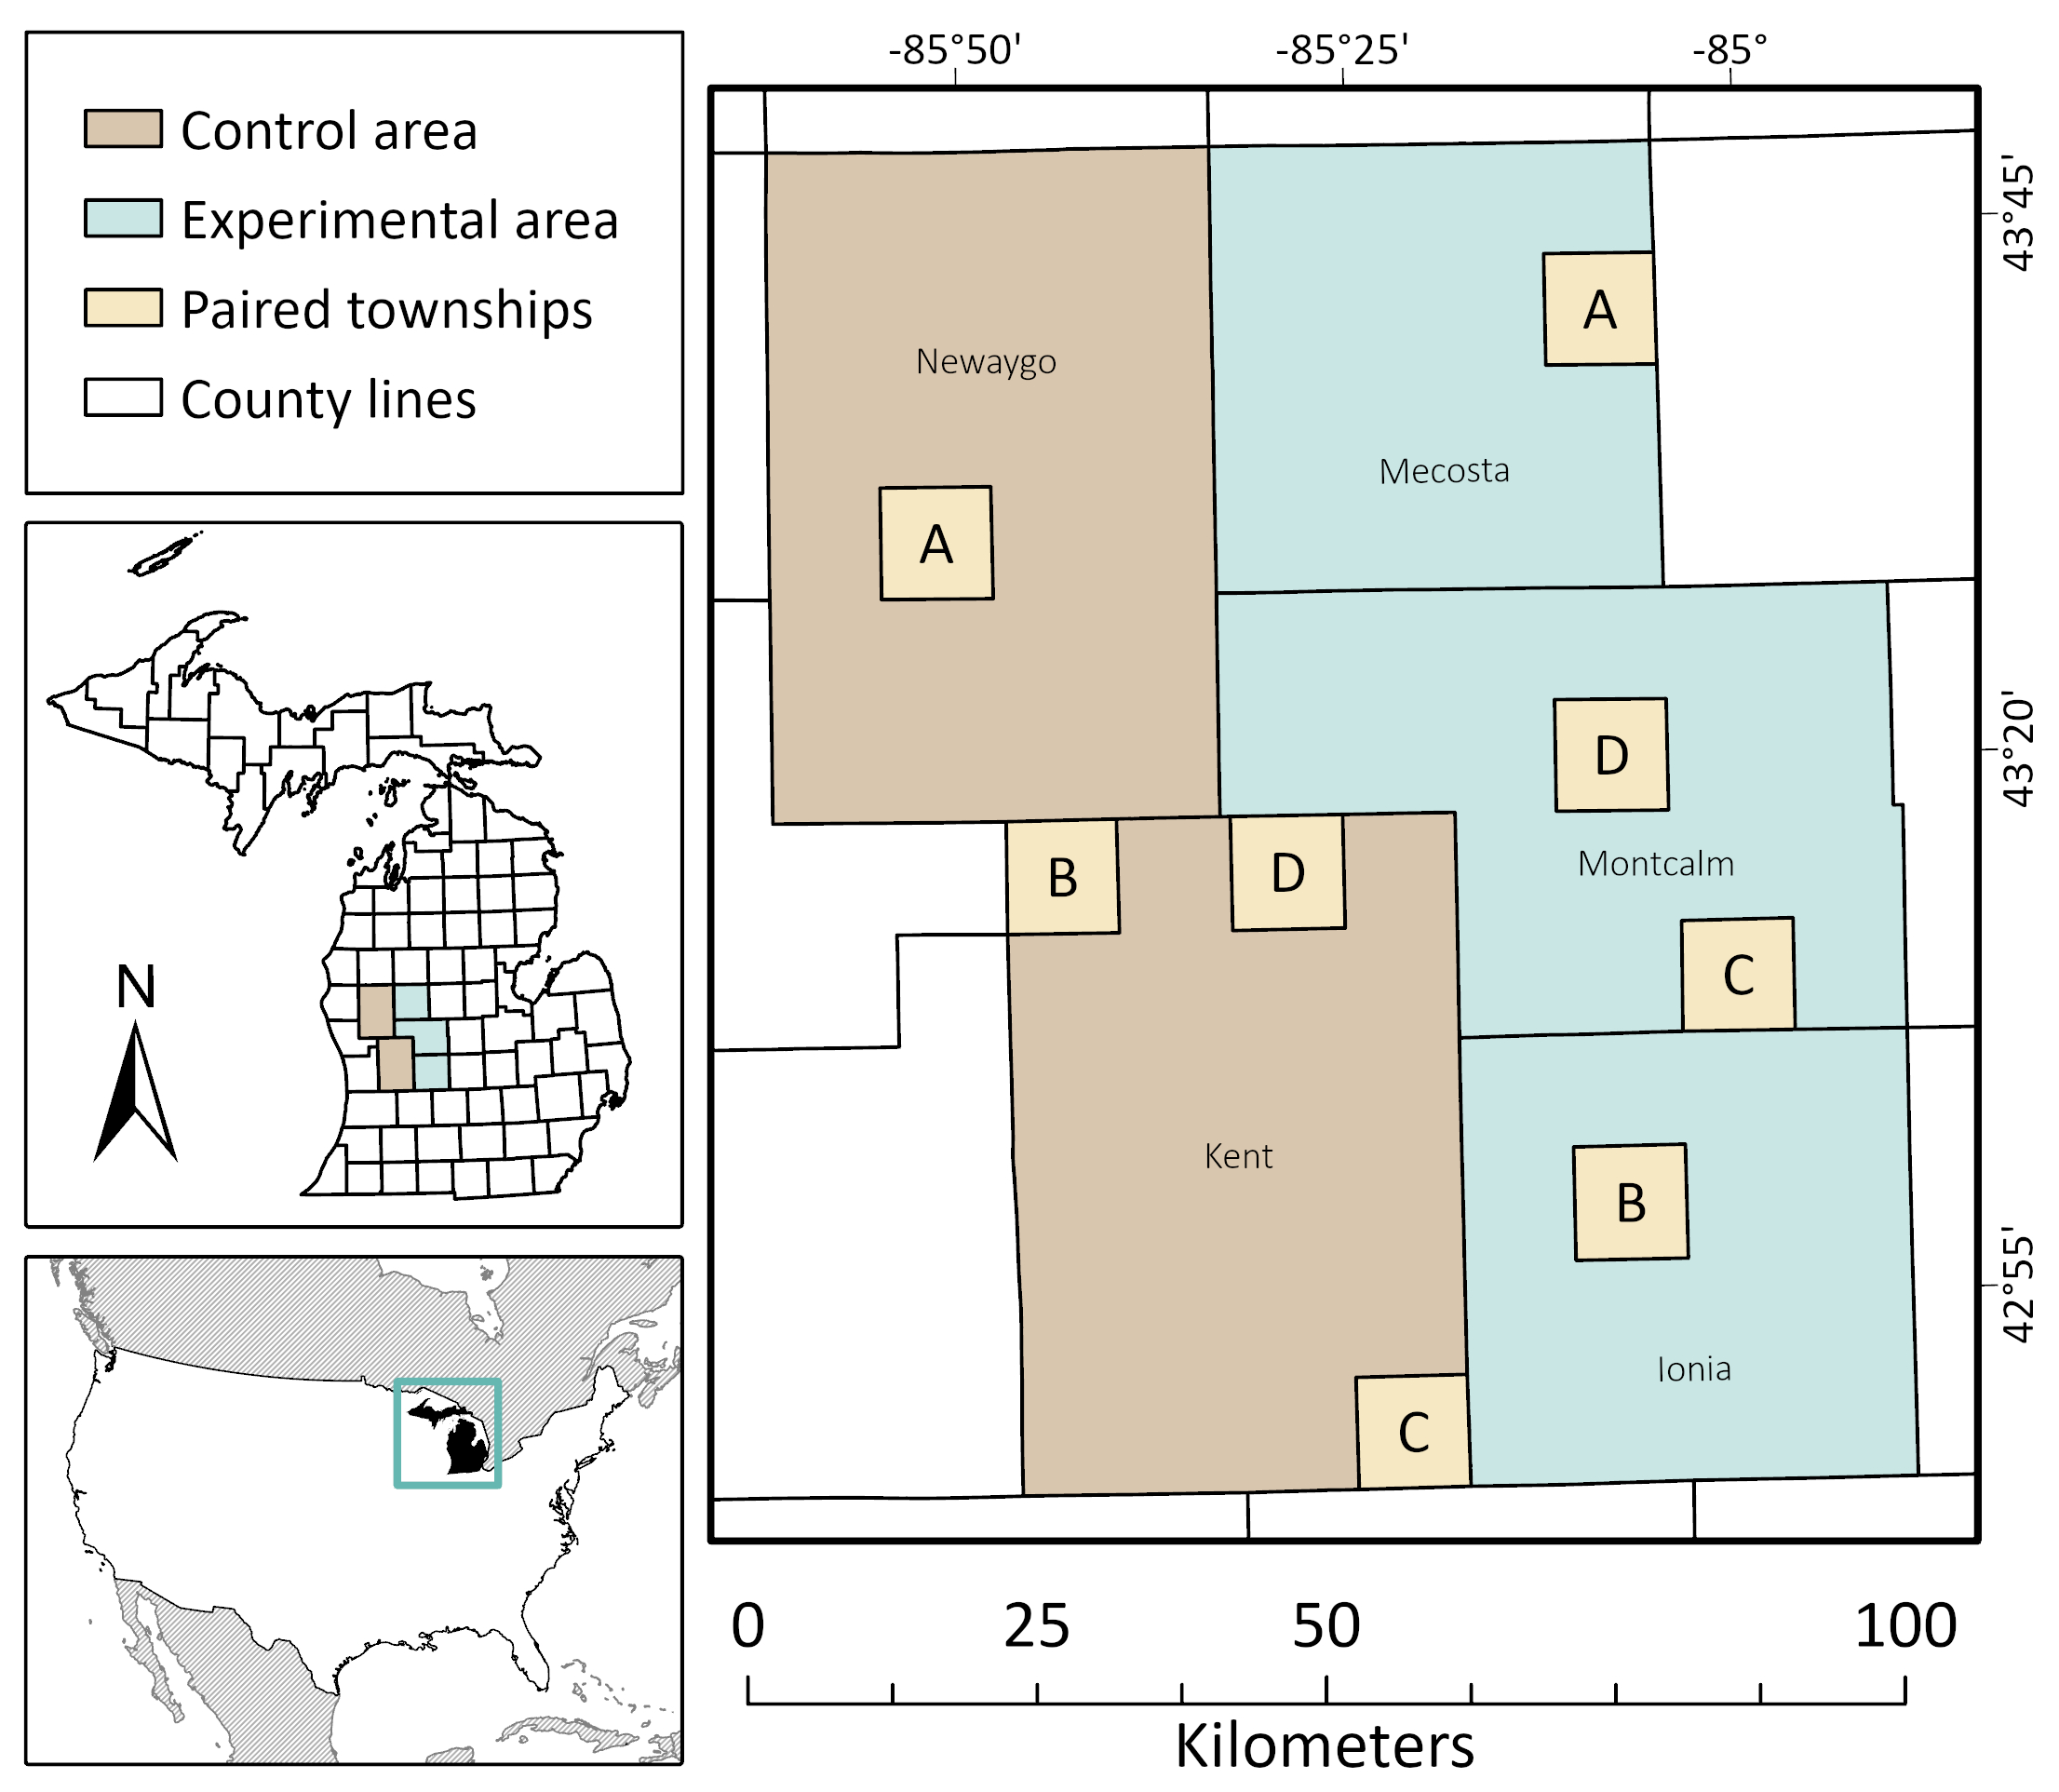 Control area
Experimental area
Paired townships
County lines
N
-85°50'
-85°25'
-85°
43°45'
43°20'
42°55'
A
Newaygo
Mecosta
A
D
Montcalm
B
D
C
Kent
B
Ionia
C
0 25 50 100
Kilometers